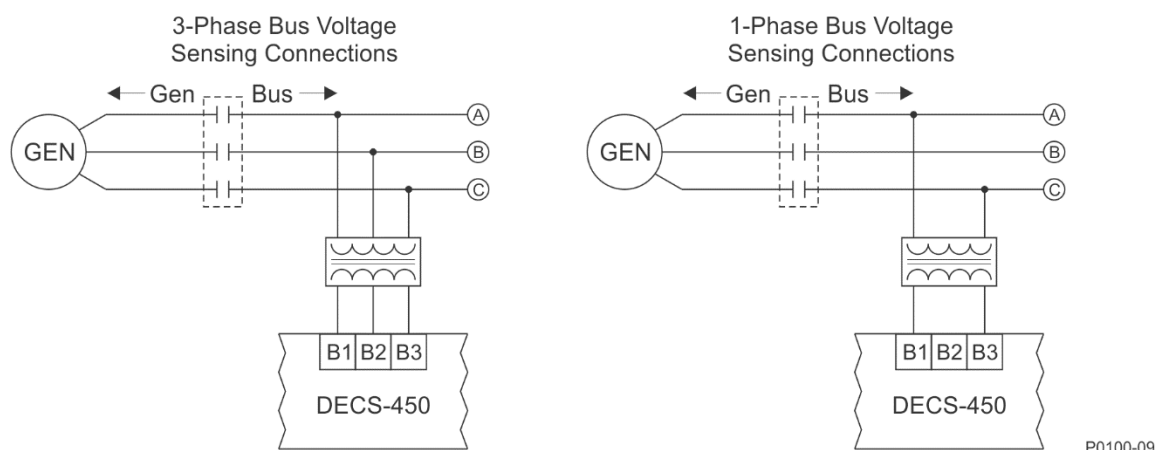 3-Phase Bus Voltage
Sensing Connections
Gen Bus
GEN
A
B
C
B1 B2 B3
DECS-450
1-Phase Bus Voltage
Sensing Connections
Gen Bus
GEN
A
B
C
B1 B2 B3
DECS-450
P0100-09